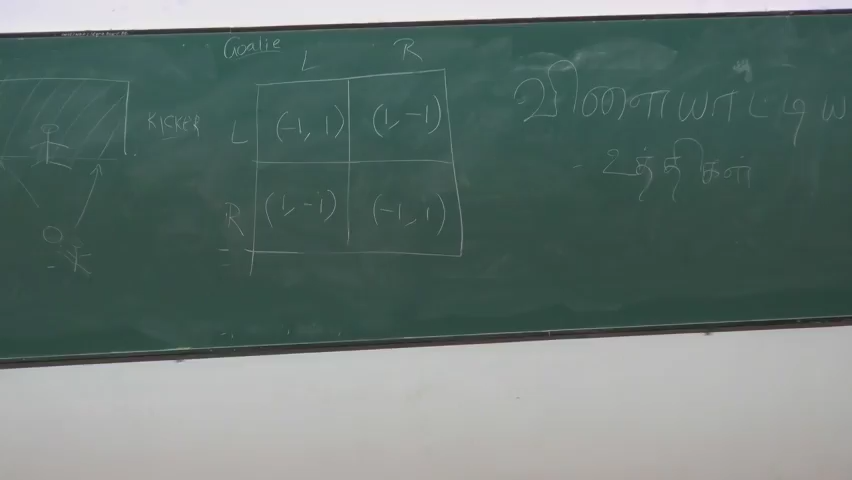 Goalie
L R
KICKER
L (-1, 1) (1, -1)
R (1, -1) (-1, 1)
விளையாட்டிய
- உத்திகள்